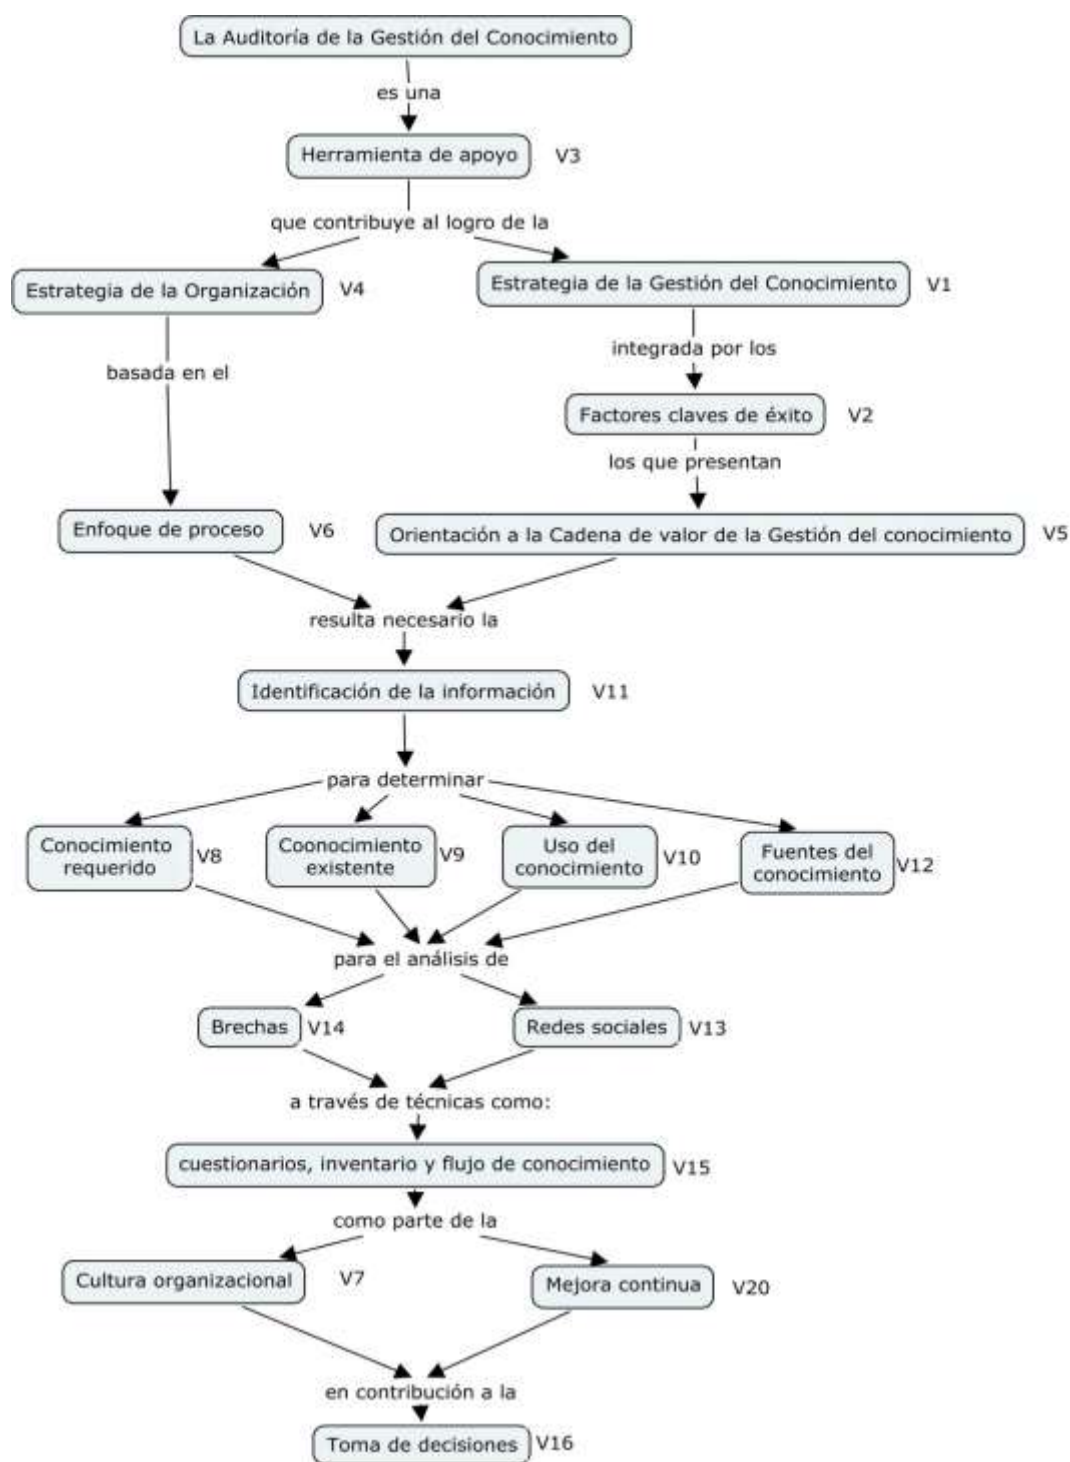 La Auditoría de la Gestión del Conocimiento
es una
Herramienta de apoyo V3
que contribuye al logro de la
Estrategia de la Organización V4
Estrategia de la Gestión del Conocimiento V1
basada en el
integrada por los
Factores claves de éxito V2
los que presentan
Enfoque de proceso V6
Orientación a la Cadena de valor de la Gestión del conocimiento V5
resulta necesario la
Identificación de la información V11
para determinar
Conocimiento
requerido V8
Coonocimiento
existente V9
Uso del
conocimiento V10
Fuentes del
conocimiento V12
para el análisis de
Brechas V14
Redes sociales V13
a través de técnicas como:
cuestionarios, inventario y flujo de conocimiento V15
como parte de la
Cultura organizacional V7
Mejora continua V20
en contribución a la
Toma de decisiones V16